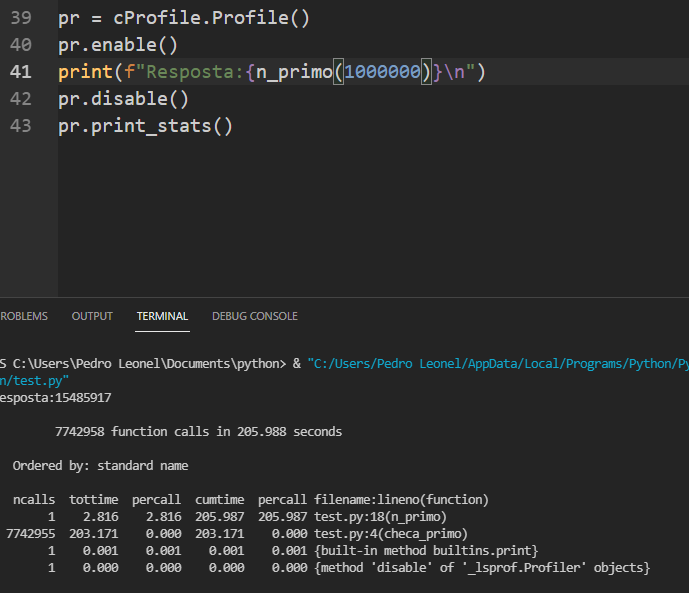 39 pr = cProfile.Profile()
40 pr.enable()
41 print(f"Resposta:{n_primo(1000000)}\n")
42 pr.disable()
43 pr.print_stats()
ROBLEMS OUTPUT TERMINAL DEBUG CONSOLE
S C:\Users\Pedro Leonel\Documents\python> & "C:/Users/Pedro Leonel/AppData/Local/Programs/Python/Py
n/test.py"
esposta:15485917
7742958 function calls in 205.988 seconds
Ordered by: standard name
ncalls tottime percall cumtime percall filename:lineno(function)
1 2.816 2.816 205.987 205.987 test.py:18(n_primo)
7742955 203.171 0.000 203.171 0.000 test.py:4(checa_primo)
1 0.001 0.001 0.001 0.001 {built-in method builtins.print}
1 0.000 0.000 0.000 0.000 {method 'disable' of '_lsprof.Profiler' objects}